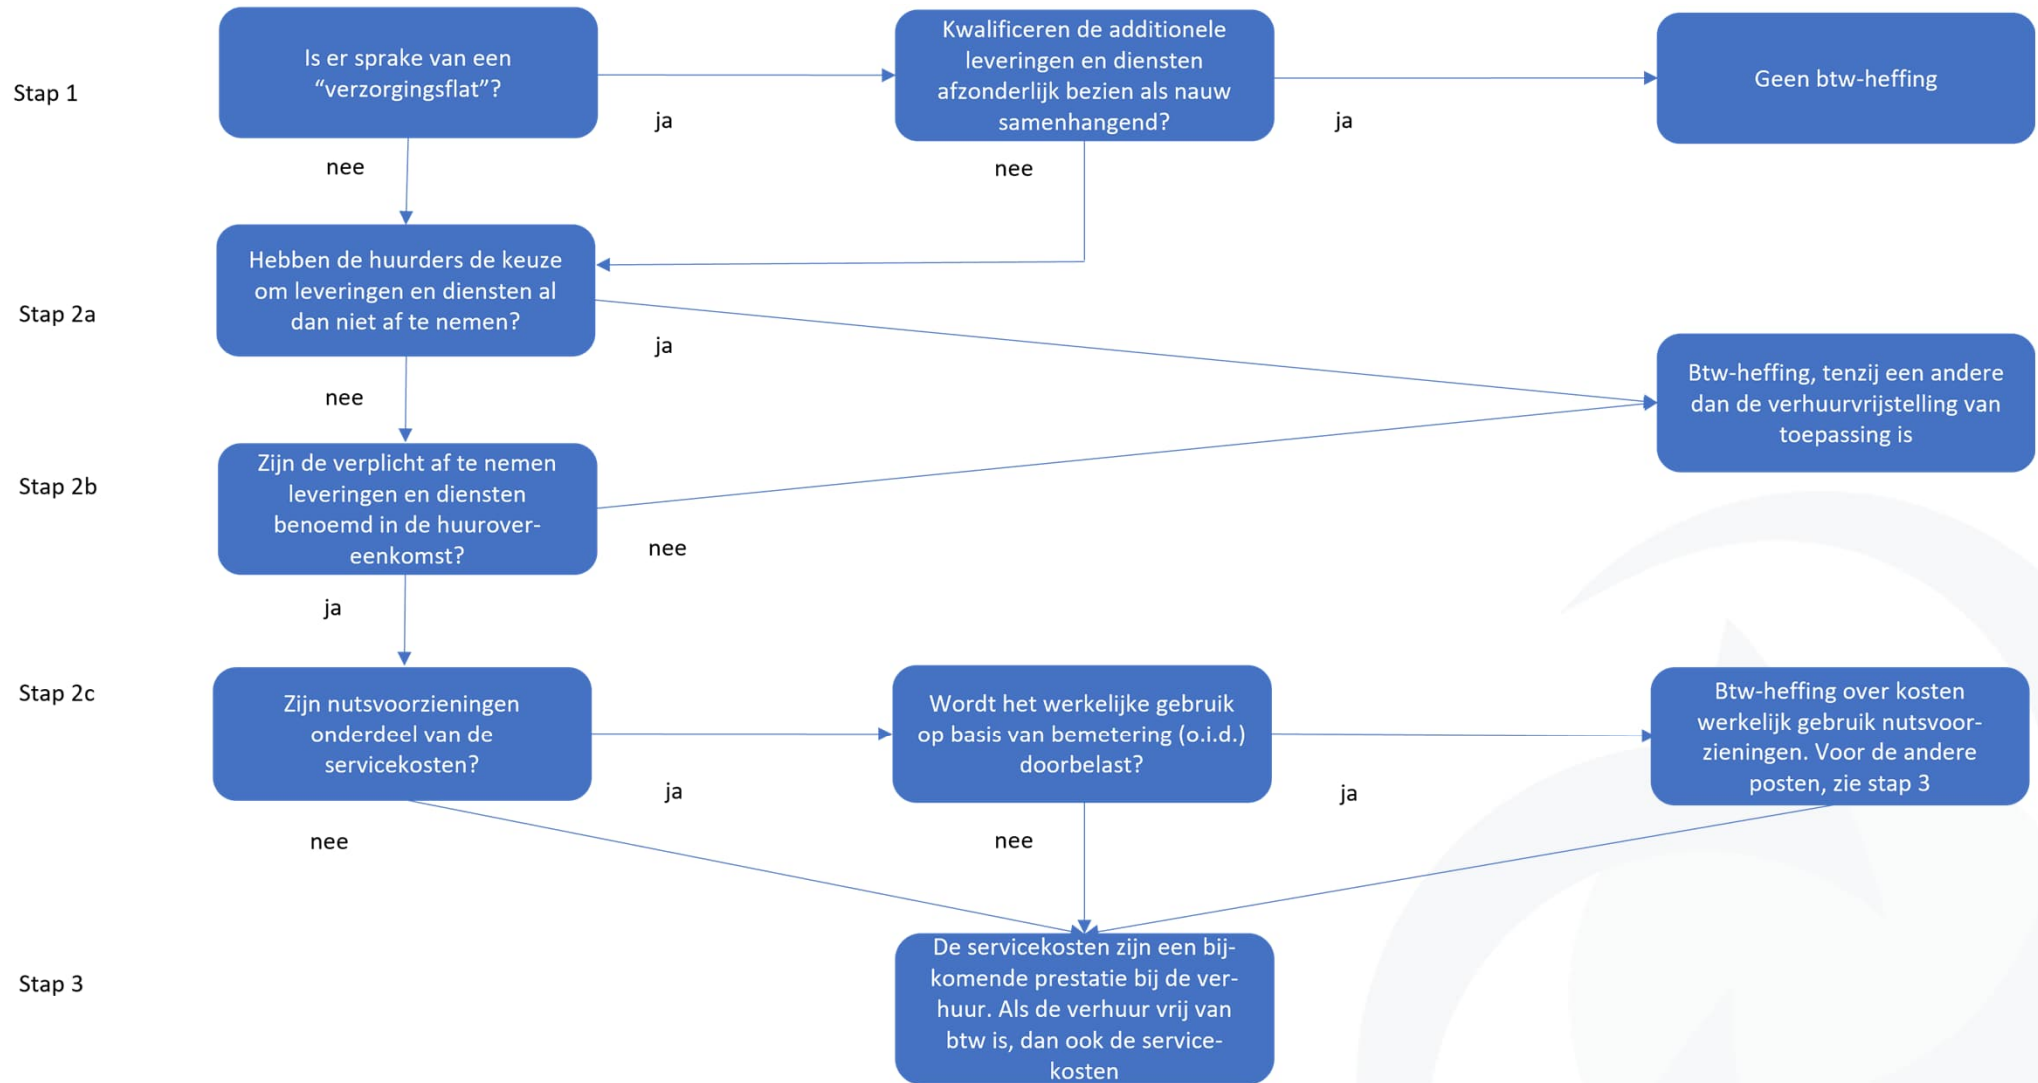 Stap 1
Is er sprake van een
“verzorgingsflat”?
ja
Kwalificeren de additionele
leveringen en diensten
afzonderlijk bezien als nauw
samenhangend?
ja
Geen btw-heffing
nee
nee
Stap 2a
Hebben de huurders de keuze
om leveringen en diensten al
dan niet af te nemen?
ja
Btw-heffing, tenzij een andere
dan de verhuurvrijstelling van
toepassing is
nee
Stap 2b
Zijn de verplicht af te nemen
leveringen en diensten
benoemd in de huurover-
eenkomst?
nee
ja
Stap 2c
Zijn nutsvoorzieningen
onderdeel van de
servicekosten?
ja
Wordt het werkelijke gebruik
op basis van bemetering (o.i.d.)
doorbelast?
ja
Btw-heffing over kosten
werkelijk gebruik nutsvoor-
zieningen. Voor de andere
posten, zie stap 3
nee
nee
Stap 3
De servicekosten zijn een bij-
komende prestatie bij de ver-
huur. Als de verhuur vrij van
btw is, dan ook de service-
kosten